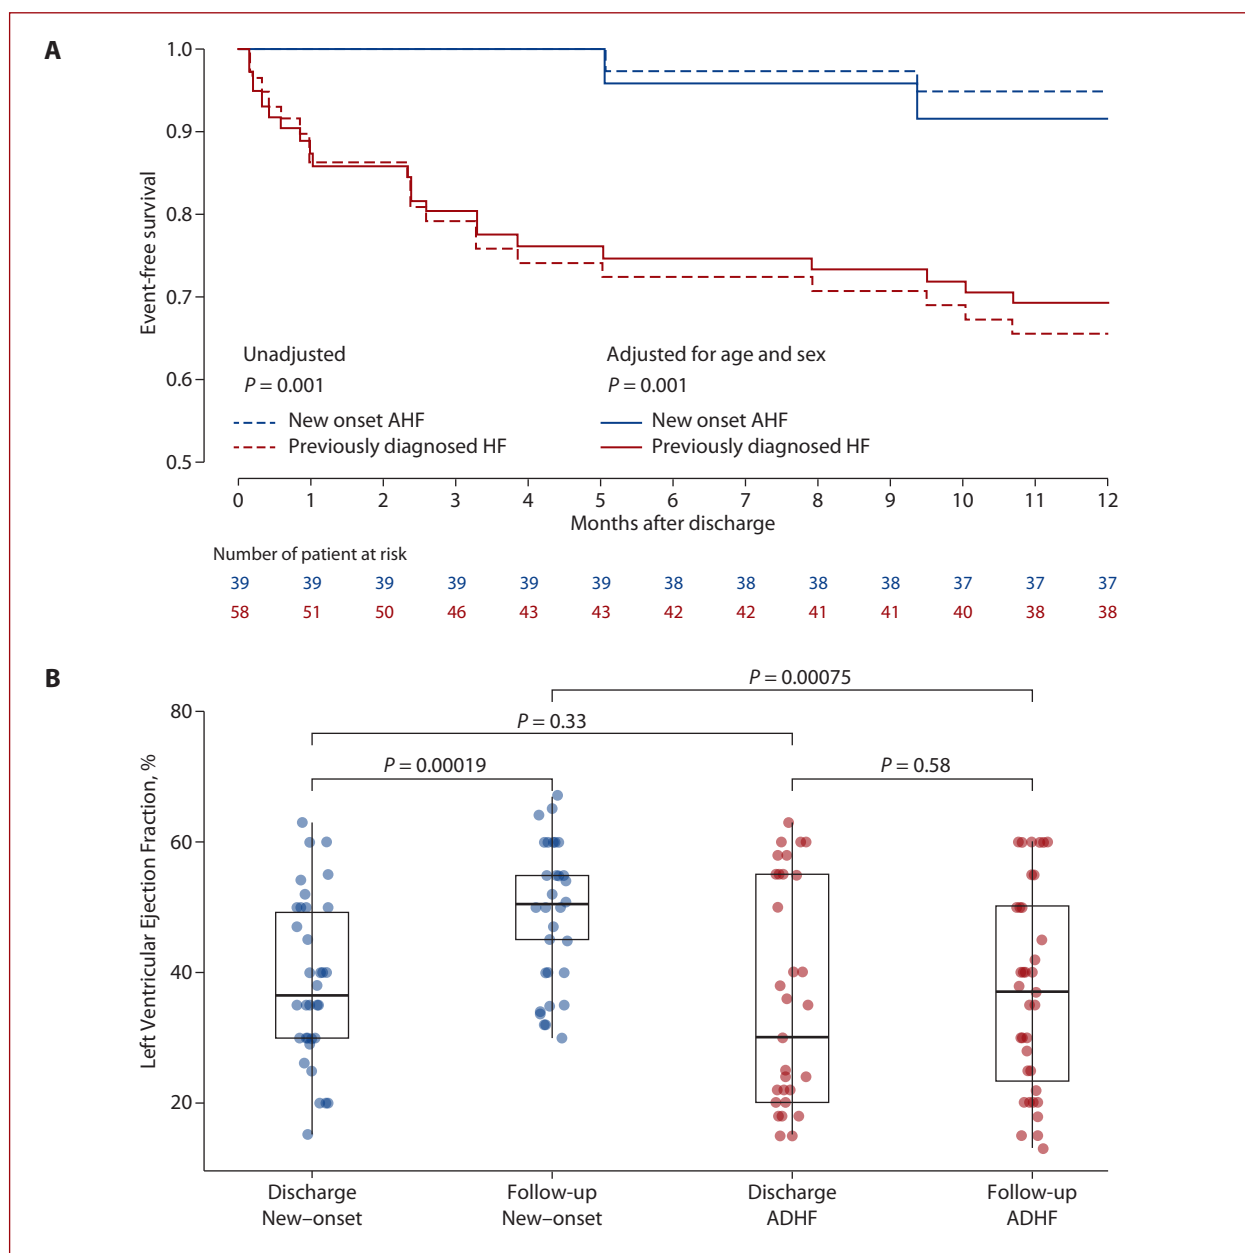 A
1.0
0.9
0.8
0.7
0.6
0.5
Event-free survival
Unadjusted
P = 0.001
New onset AHF
Previously diagnosed HF
Adjusted for age and sex
P = 0.001
New onset AHF
Previously diagnosed HF
0 1 2 3 4 5 6 7 8 9 10 11 12
Months after discharge
Number of patient at risk
39 39 39 39 39 39 38 38 38 38 37 37 37
58 51 50 46 43 43 42 42 41 41 40 38 38
B
P = 0.00075
P = 0.33
P = 0.00019
P = 0.58
80
60
40
20
Left Ventricular Ejection Fraction, %
Discharge
New–onset
Follow-up
New–onset
Discharge
ADHF
Follow-up
ADHF